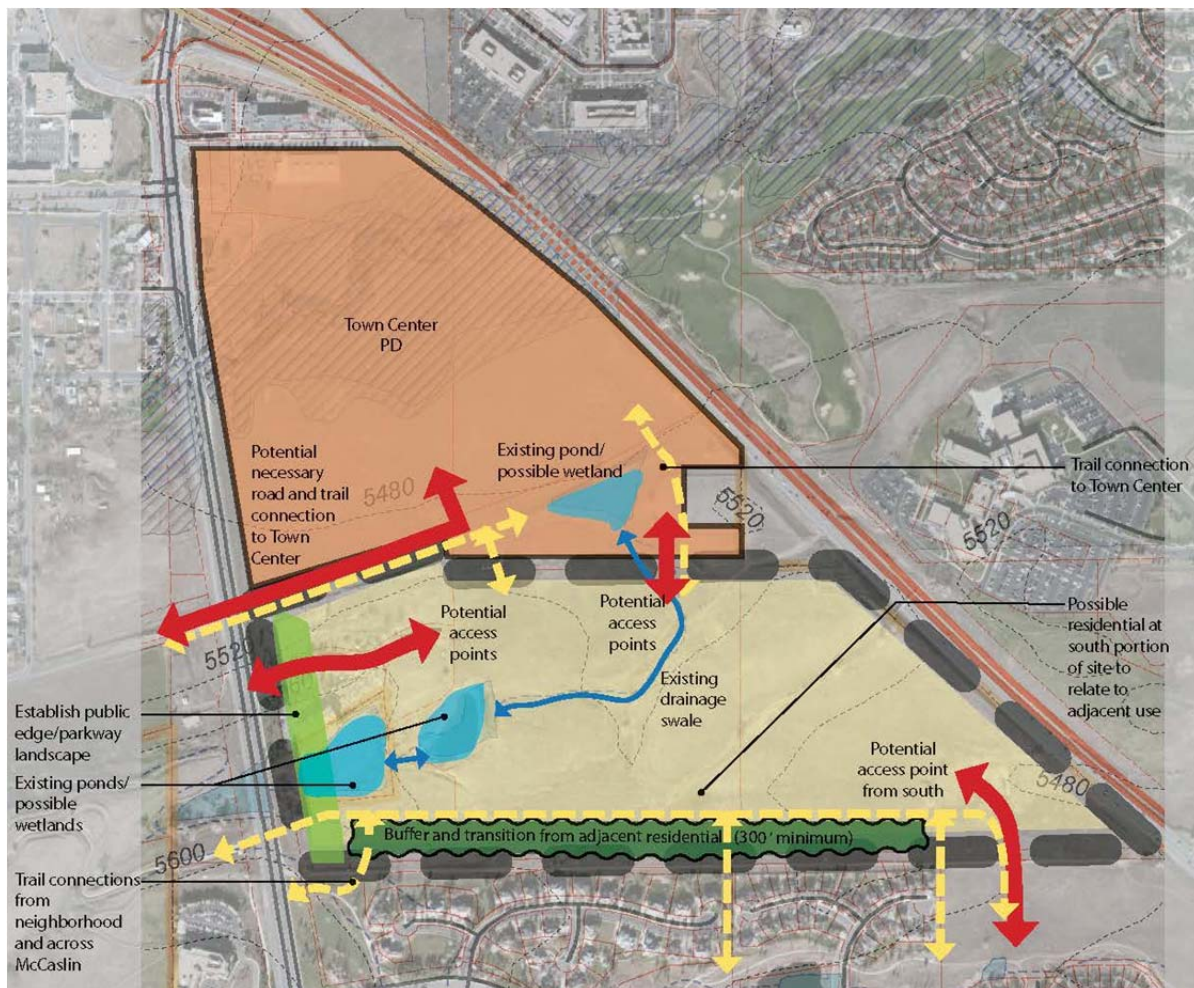 Town Center
PD
Potential
necessary
road and trail
connection
to Town
Center
5480
Existing pond/
possible wetland
Trail connection
to Town Center
5520
5520
Potential
access
points
Potential
access
points
Possible
residential at
south portion
of site to
relate to
adjacent use
5520
Existing
drainage
swale
Establish public
edge/parkway
landscape
Existing ponds/
possible
wetlands
Potential
access point
from south
5480
Buffer and transition from adjacent residential (300' minimum)
5600
Trail connections
from
neighborhood
and across
McCaslin